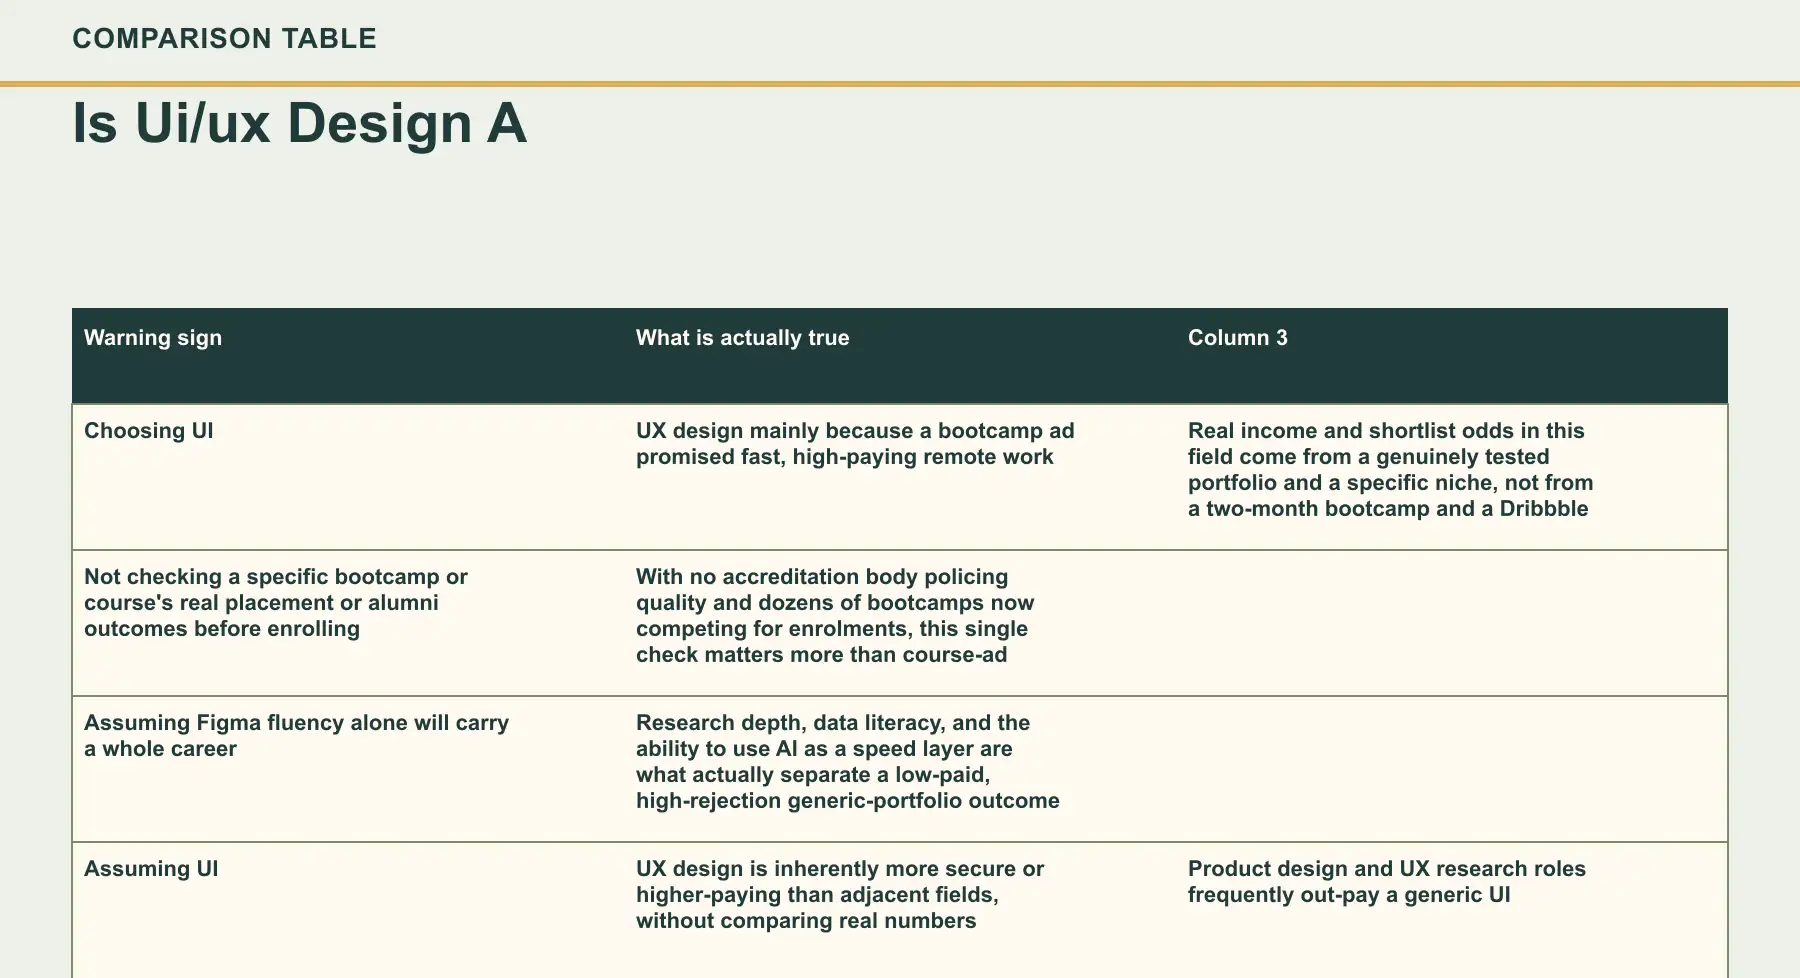 COMPARISON TABLE
Is Ui/ux Design A
Warning sign
What is actually true
Column 3
Choosing UI
UX design mainly because a bootcamp ad
promised fast, high-paying remote work
Real income and shortlist odds in this
field come from a genuinely tested
portfolio and a specific niche, not from
a two-month bootcamp and a Dribbble
Not checking a specific bootcamp or
course's real placement or alumni
outcomes before enrolling
With no accreditation body policing
quality and dozens of bootcamps now
competing for enrolments, this single
check matters more than course-ad
Assuming Figma fluency alone will carry
a whole career
Research depth, data literacy, and the
ability to use AI as a speed layer are
what actually separate a low-paid,
high-rejection generic-portfolio outcome
Assuming UI
UX design is inherently more secure or
higher-paying than adjacent fields,
without comparing real numbers
Product design and UX research roles
frequently out-pay a generic UI